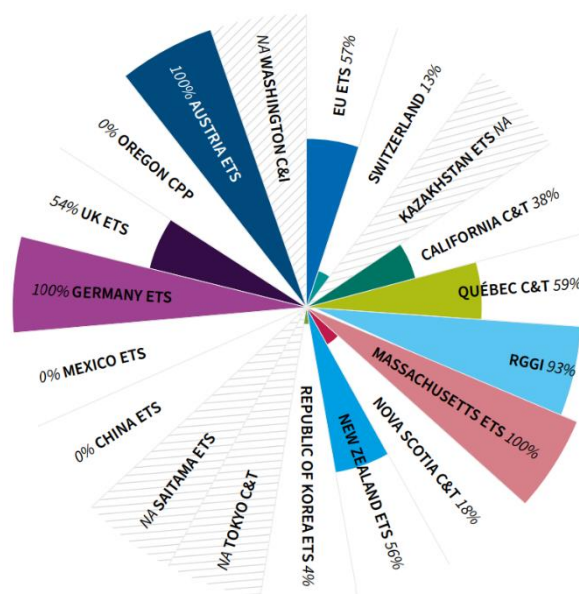 EU ETS 57%
SWITZERLAND 13%
KAZAKHSTAN ETS NA
CALIFORNIA C&T 38%
QUÉBEC C&T 59%
RGGI 93%
MASSACHUSETTS ETS 100%
NOVA SCOTIA C&T 18%
NEW ZEALAND ETS 56%
REPUBLIC OF KOREA ETS 4%
NA TOKYO C&T
NA SAITAMA ETS
0% CHINA ETS
0% MEXICO ETS
100% GERMANY ETS
54% UK ETS
0% OREGON CPP
100% AUSTRIA ETS
NA WASHINGTON C&I